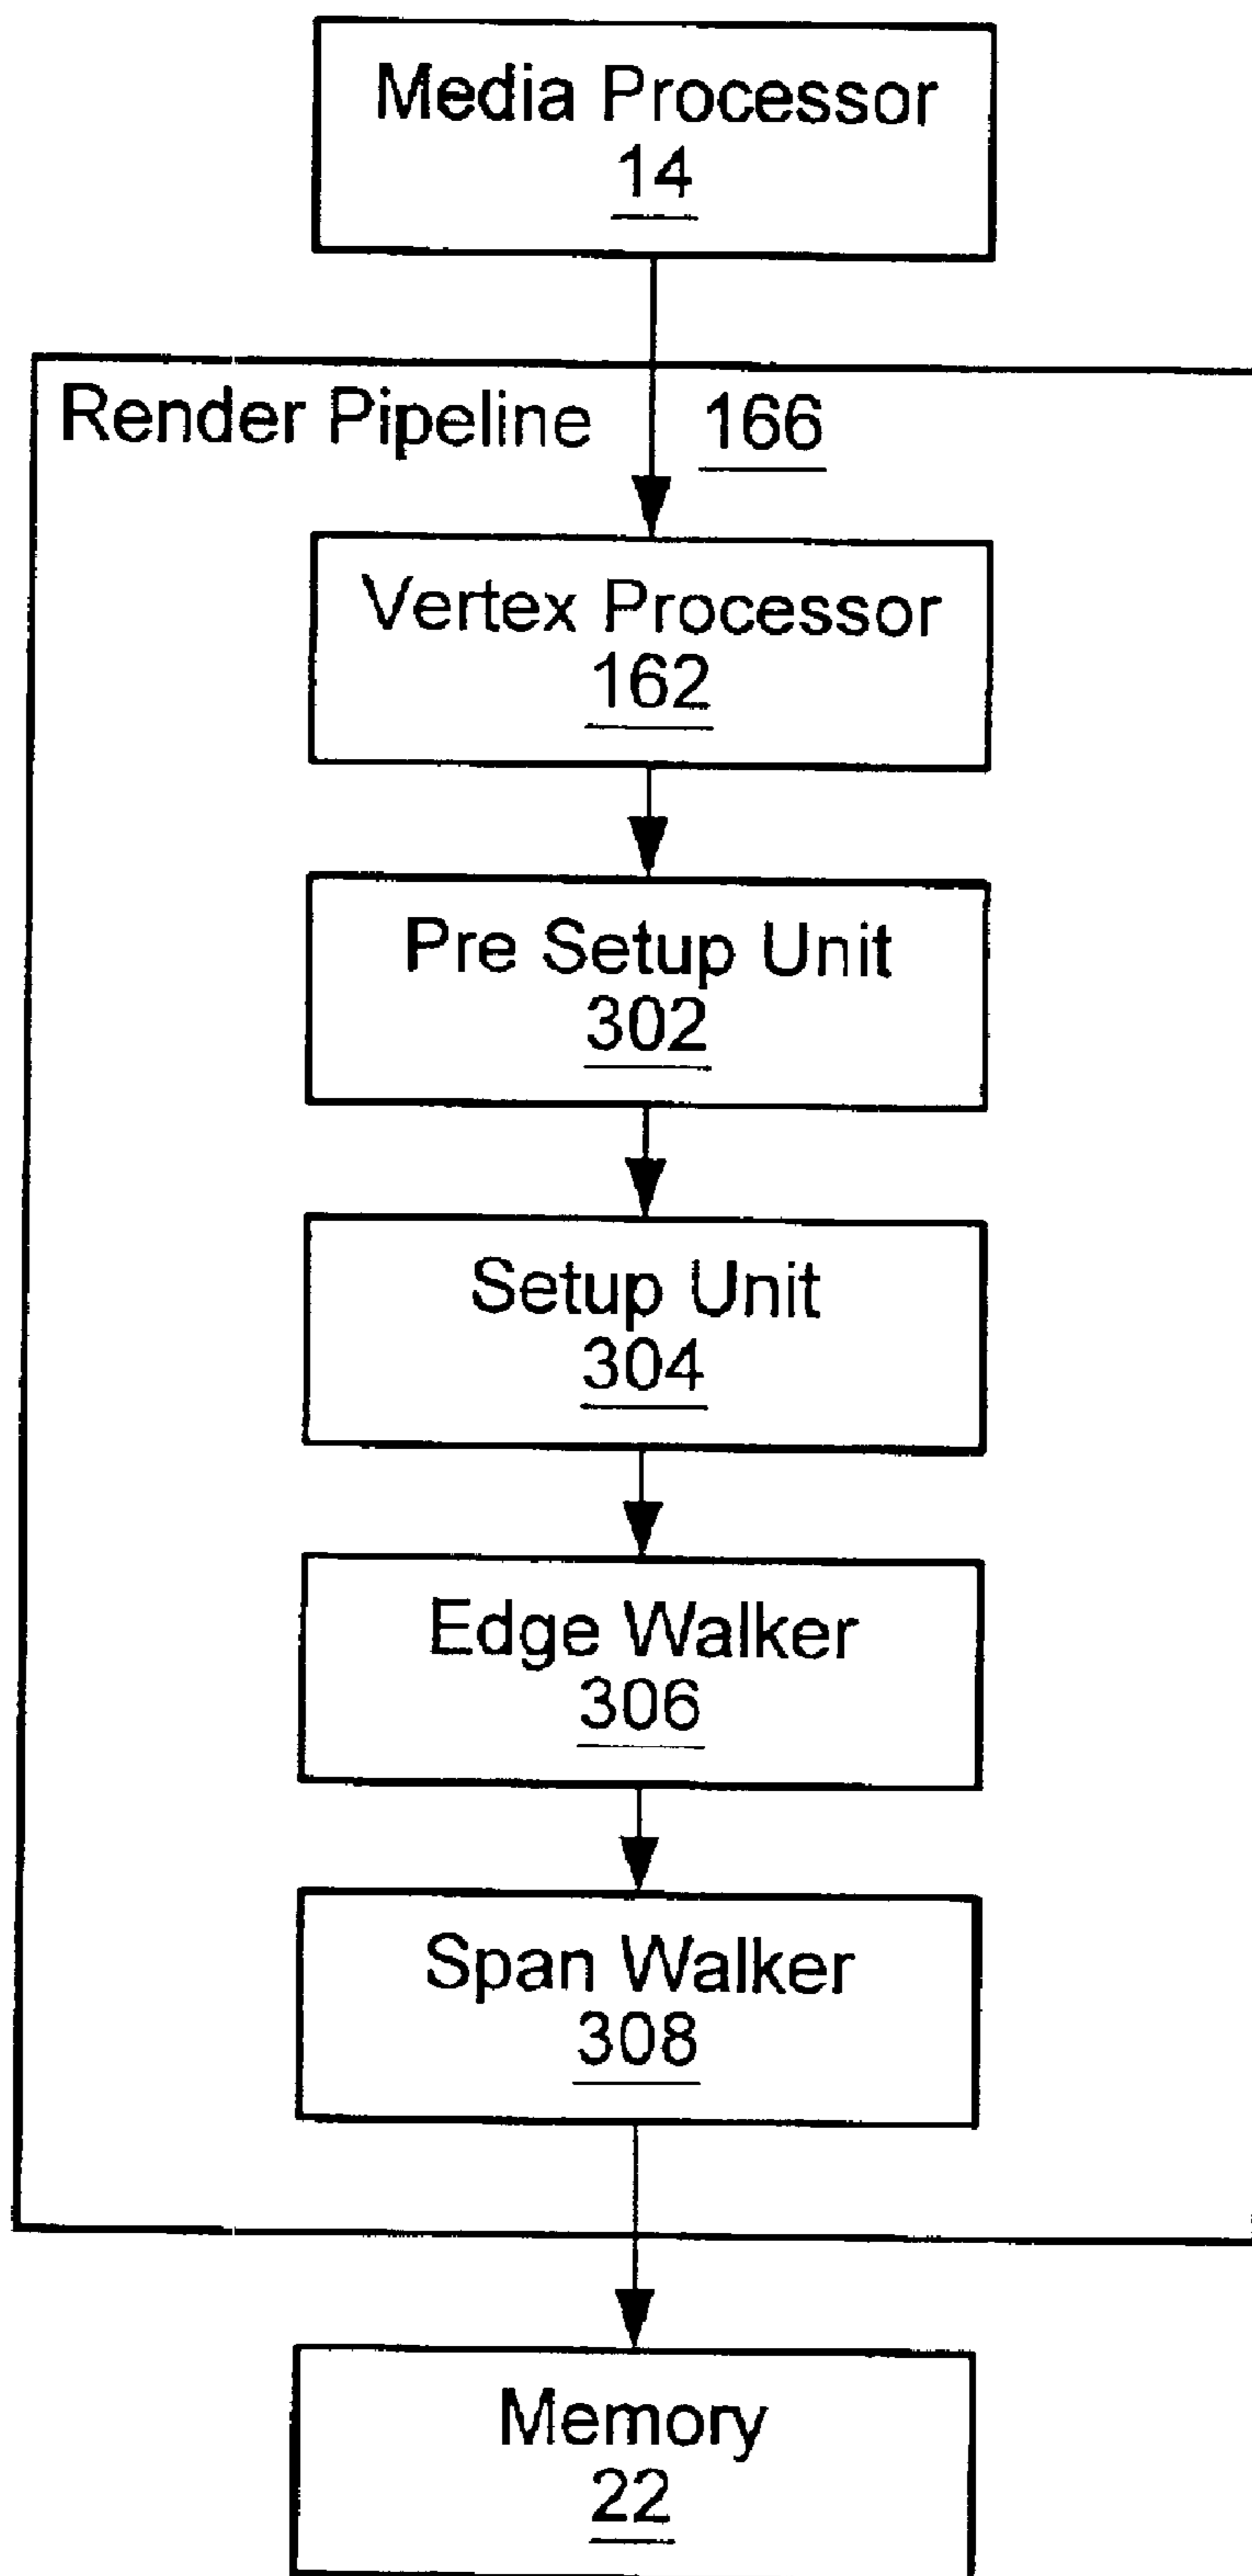 Media Processor
14
Render Pipeline 166
Vertex Processor
162
Pre Setup Unit
302
Setup Unit
304
Edge Walker
306
Span Walker
308
Memory
22